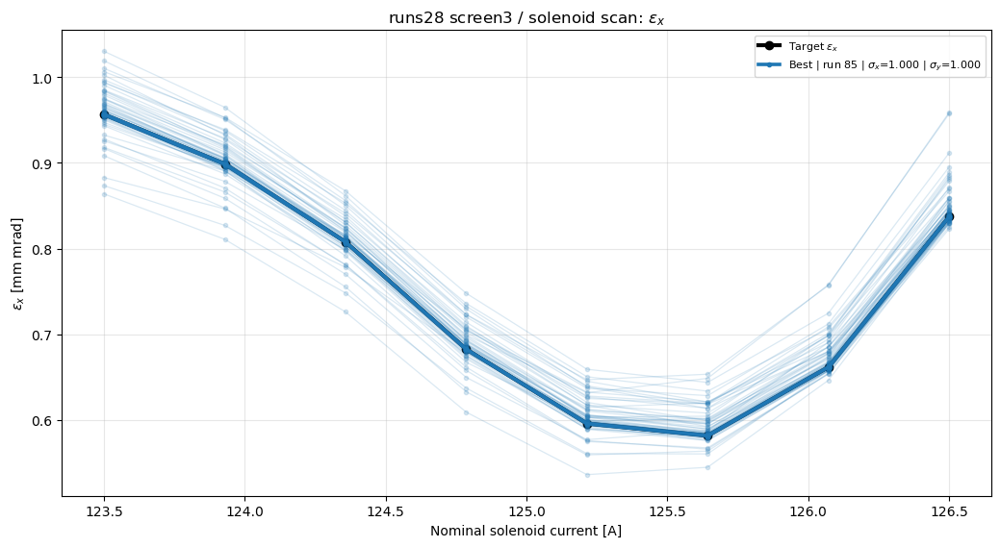 runs28 screen3 / solenoid scan: εₓ
Target εₓ
Best | run 85 | σₓ=1.000 | σᵧ=1.000
1.0
0.9
0.8
0.7
0.6
εₓ [mm mrad]
123.5 124.0 124.5 125.0 125.5 126.0 126.5
Nominal solenoid current [A]